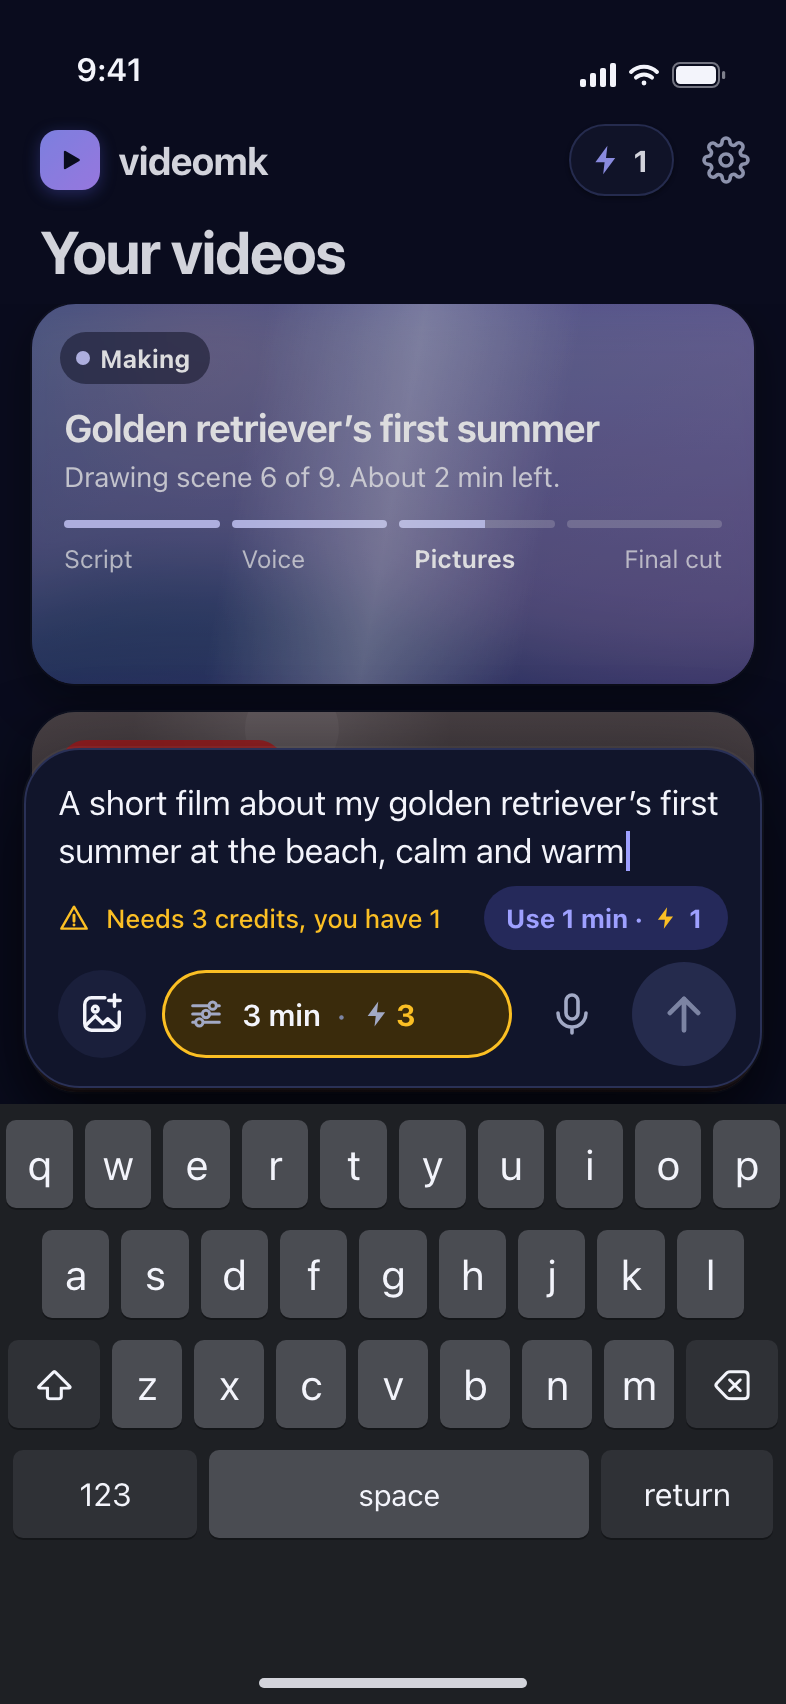 9:41
videomk
1
Your videos
Making
Golden retriever’s first summer
Drawing scene 6 of 9. About 2 min left.
Script Voice Pictures Final cut
A short film about my golden retriever’s first
summer at the beach, calm and warm
Needs 3 credits, you have 1
Use 1 min · 1
3 min · 3
q w e r t y u i o p
a s d f g h j k l
z x c v b n m
123 space return